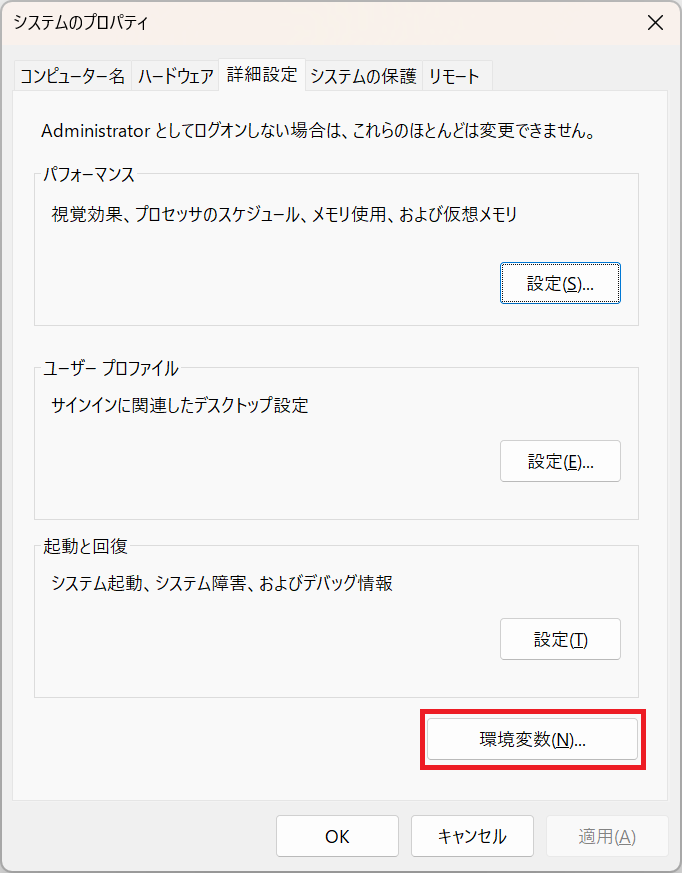 システムのプロパティ
コンピューター名 ハードウェア 詳細設定 システムの保護 リモート
Administrator としてログオンしない場合は、これらのほとんどは変更できません。
パフォーマンス
視覚効果、プロセッサのスケジュール、メモリ使用、および仮想メモリ
設定(S)...
ユーザー プロファイル
サインインに関連したデスクトップ設定
設定(E)...
起動と回復
システム起動、システム障害、およびデバッグ情報
設定(T)
環境変数(N)...
OK キャンセル 適用(A)